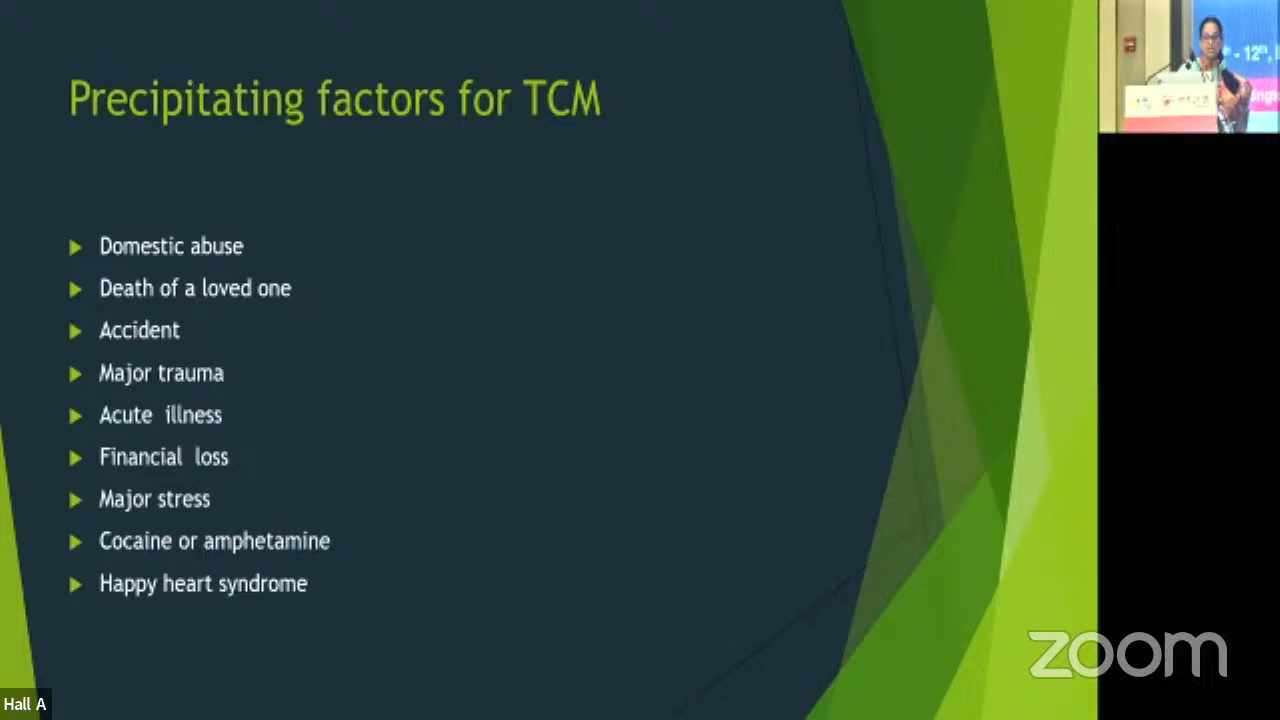 Precipitating factors for TCM
Domestic abuse
Death of a loved one
Accident
Major trauma
Acute illness
Financial loss
Major stress
Cocaine or amphetamine
Happy heart syndrome
- 12th,
zoom
Hall A